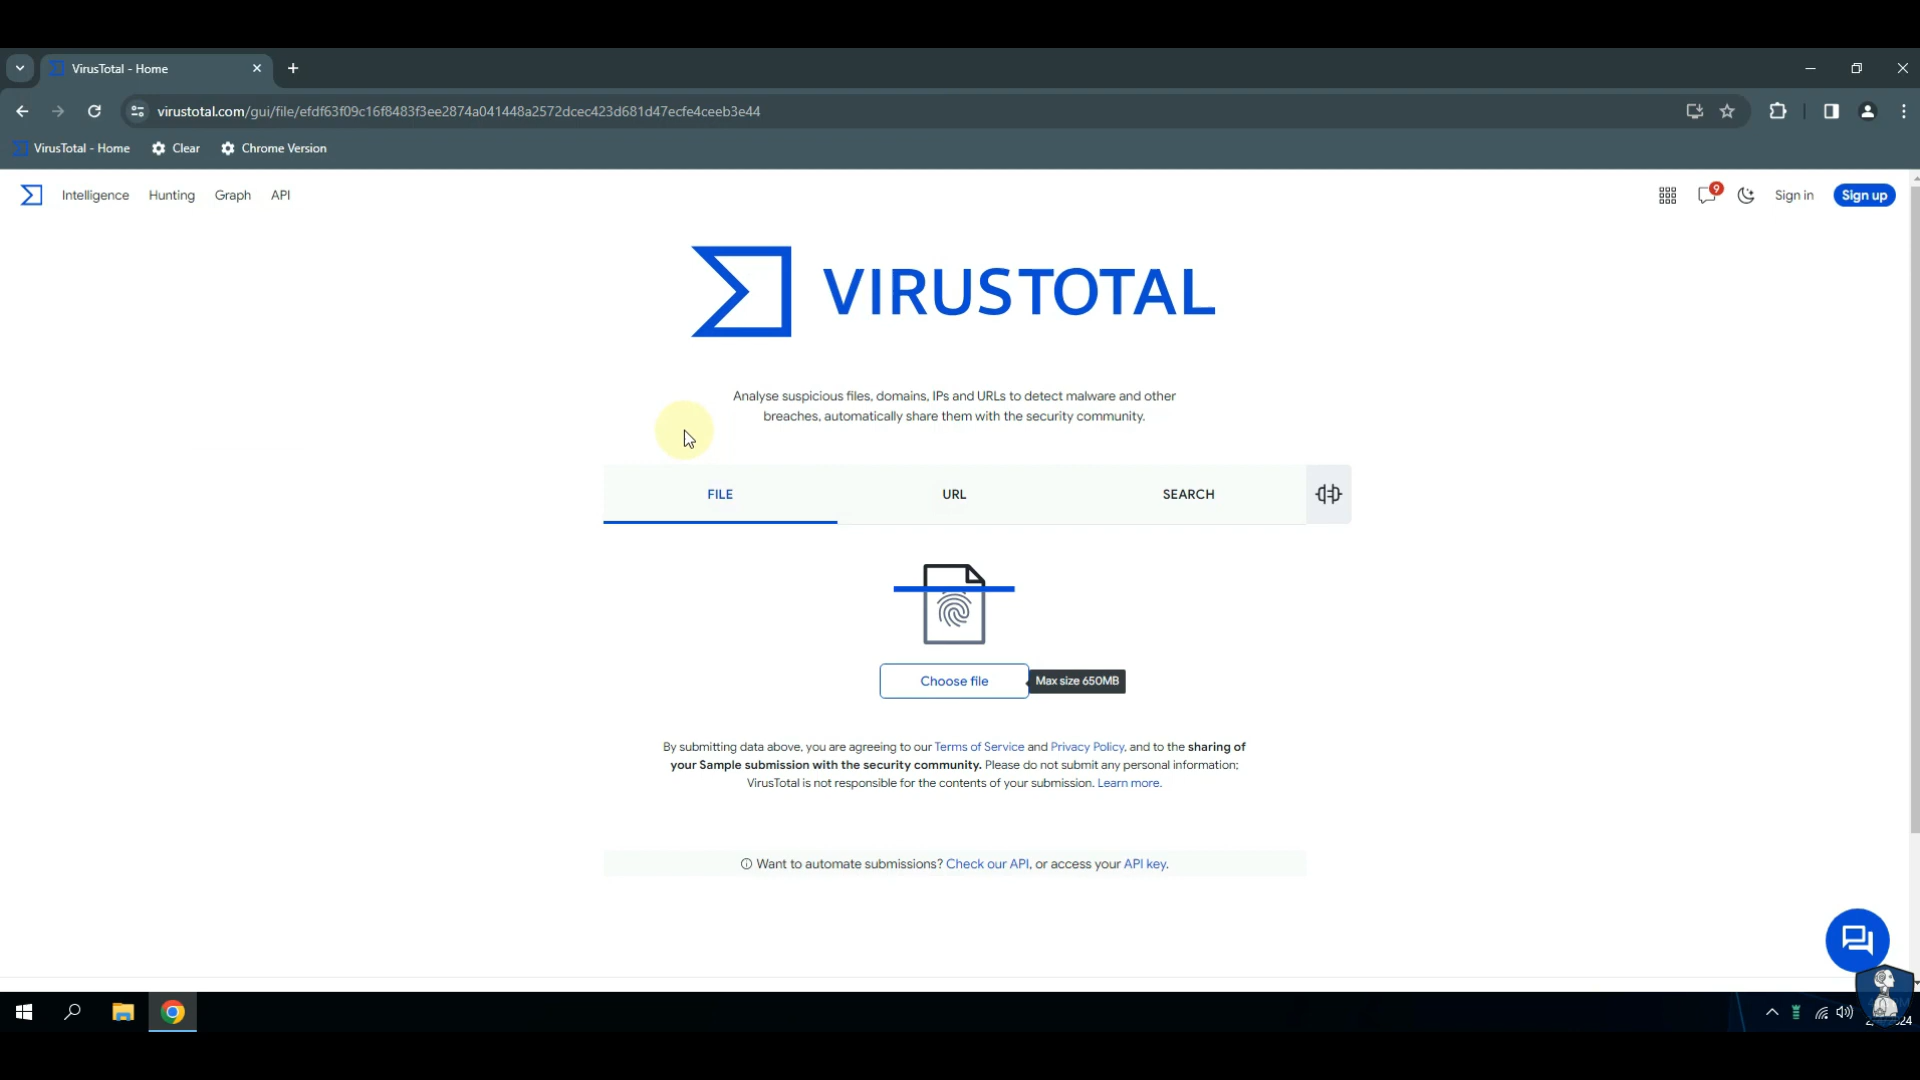 VirusTotal - Home
virustotal.com/gui/file/efdf63f09c16f8483f3ee2874a041448a2572dcec423d681d47ecfe4ceeb3e44
VirusTotal - Home Clear Chrome Version
Intelligence Hunting Graph API 9 Sign in Sign up
VIRUSTOTAL
Analyse suspicious files, domains, IPs and URLs to detect malware and other
breaches, automatically share them with the security community.
FILE URL SEARCH
Choose file Max size 650MB
By submitting data above, you are agreeing to our Terms of Service and Privacy Policy, and to the sharing of
your Sample submission with the security community. Please do not submit any personal information;
VirusTotal is not responsible for the contents of your submission. Learn more.
Want to automate submissions? Check our API, or access your API key.